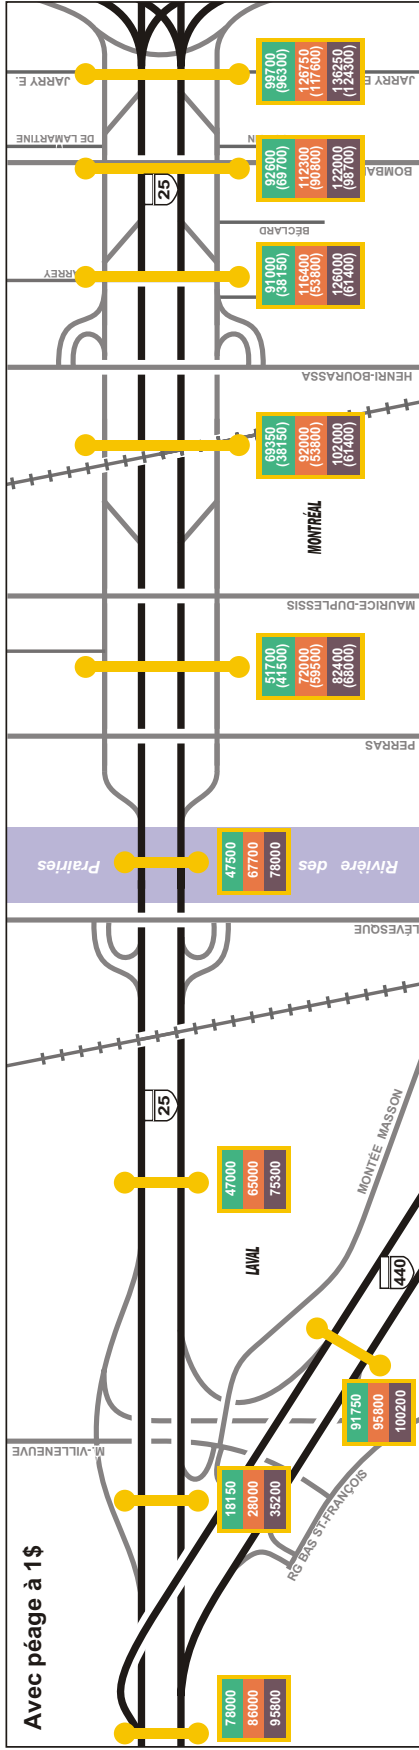 Avec péage à 1$
78000
86000
95800
M.-VILLENEUVE
18150
28000
35200
RG BAS ST-FRANÇOIS
91750
95800
100200
440
MONTÉE MASSON
LAVAL
47000
65000
75300
25
LÉVESQUE
Rivière des Prairies
47500
67700
78000
PERRAS
51700
(41500)
72000
(59500)
82400
(68000)
MAURICE-DUPLESSIS
MONTRÉAL
69350
(38150)
92000
(53800)
102000
(61400)
HENRI-BOURASSA
ARREY
91000
(38150)
116400
(53800)
126000
(61400)
BÉCLARD
25
DE LAMARTINE
92600
(69700)
112300
(90800)
122700
(98700)
BOMBA
JARRY E.
99700
(96300)
126750
(117600)
136250
(124300)
JARRY E